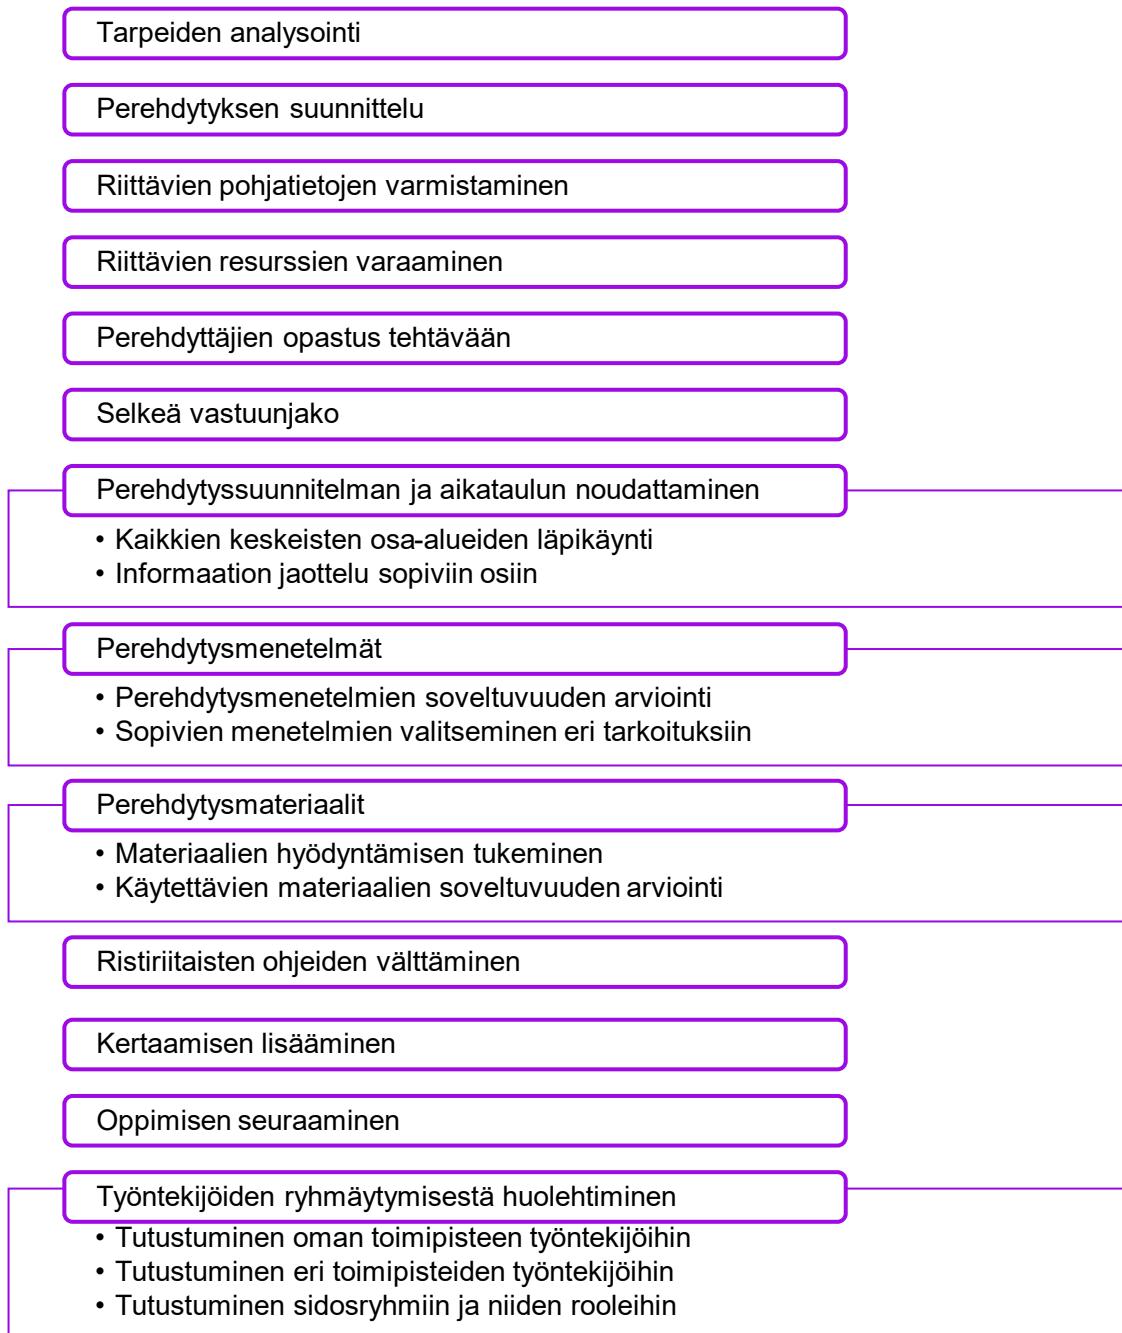 Tarpeiden analysointi
Perehdytyksen suunnittelu
Riittävien pohjatietojen varmistaminen
Riittävien resurssien varaaminen
Perehdyttäjien opastus tehtävään
Selkeä vastuunjako
Perehdytyssuunnitelman ja aikataulun noudattaminen
• Kaikkien keskeisten osa-alueiden läpikäynti
• Informaation jaottelu sopiviin osiin
Perehdytysmenetelmät
• Perehdytysmenetelmien soveltuvuuden arviointi
• Sopivien menetelmien valitseminen eri tarkoituksiin
Perehdytysmateriaalit
• Materiaalien hyödyntämisen tukeminen
• Käytettävien materiaalien soveltuvuuden arviointi
Ristiriitaisten ohjeiden välttäminen
Kertaamisen lisääminen
Oppimisen seuraaminen
Työntekijöiden ryhmäytymisestä huolehtiminen
• Tutustuminen oman toimipisteen työntekijöihin
• Tutustuminen eri toimipisteiden työntekijöihin
• Tutustuminen sidosryhmiin ja niiden rooleihin